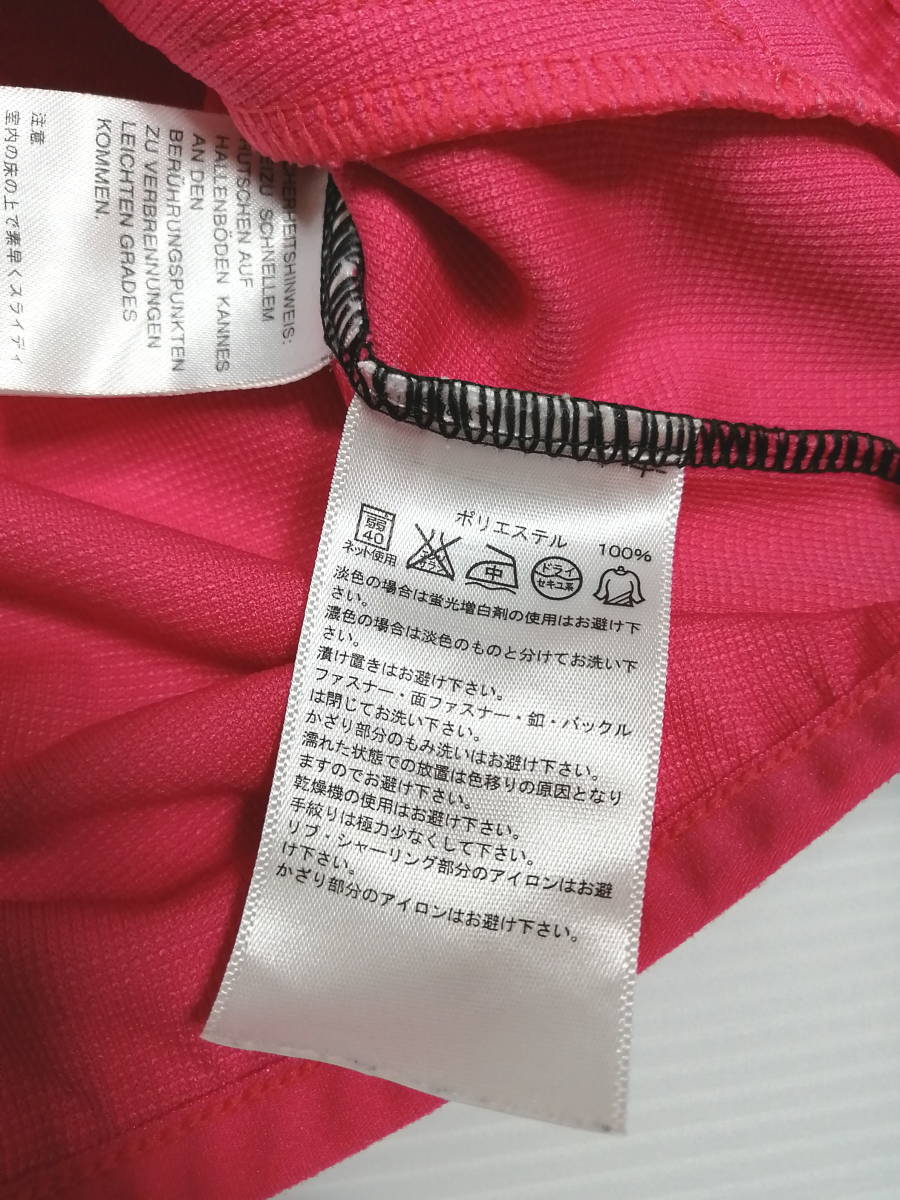 CHERHEITSHINWEIS:
EIZU SCHNELLEM
RUTSCHEN AUF
HALLENBÖDEN KANNES
AN DEN
BERÜHRUNGSPUNKTEN
ZU VERBRENNUNGEN
LEICHTEN GRADES
KOMMEN.
注意
室内の床の上で素早くスライディ
ポリエステル 100%
弱
40
ネット使用
エンソ
サラシ
中
ドライ
セキユ系
淡色の場合は蛍光増白剤の使用はお避け下
さい。
濃色の場合は淡色のものと分けてお洗い下
さい。
漬け置きはお避け下さい。
ファスナー・面ファスナー・釦・バックル
は閉じてお洗い下さい。
かざり部分のもみ洗いはお避け下さい。
濡れた状態での放置は色移りの原因となり
ますのでお避け下さい。
乾燥機の使用はお避け下さい。
手絞りは極力少なくして下さい。
リブ・シャーリング部分のアイロンはお避
け下さい。
かざり部分のアイロンはお避け下さい。